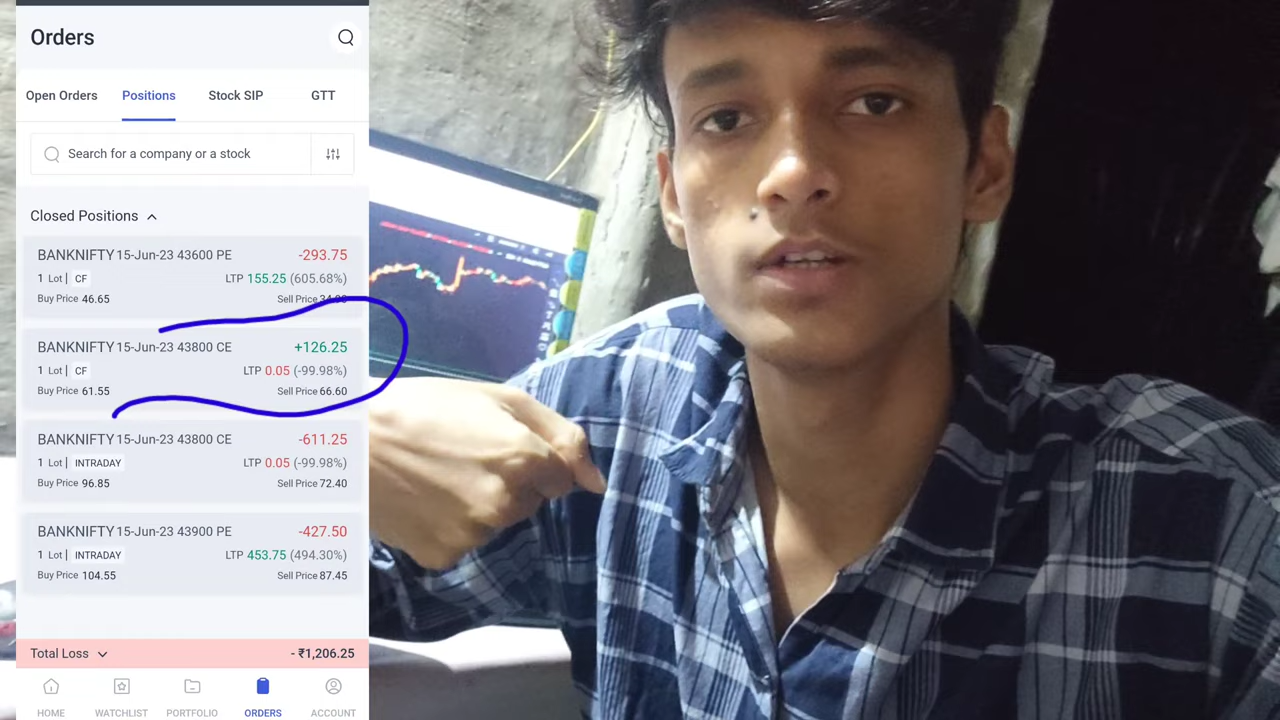 Orders
Open Orders Positions Stock SIP GTT
Search for a company or a stock
Closed Positions
BANKNIFTY 15-Jun-23 43600 PE -293.75
1 Lot | CF LTP 155.25 (605.68%)
Buy Price 46.65 Sell Price
BANKNIFTY 15-Jun-23 43800 CE +126.25
1 Lot | CF LTP 0.05 (-99.98%)
Buy Price 61.55 Sell Price 66.60
BANKNIFTY 15-Jun-23 43800 CE -611.25
1 Lot | INTRADAY LTP 0.05 (-99.98%)
Buy Price 96.85 Sell Price 72.40
BANKNIFTY 15-Jun-23 43900 PE -427.50
1 Lot | INTRADAY LTP 453.75 (494.30%)
Buy Price 104.55 Sell Price 87.45
Total Loss - ₹1,206.25
HOME WATCHLIST PORTFOLIO ORDERS ACCOUNT